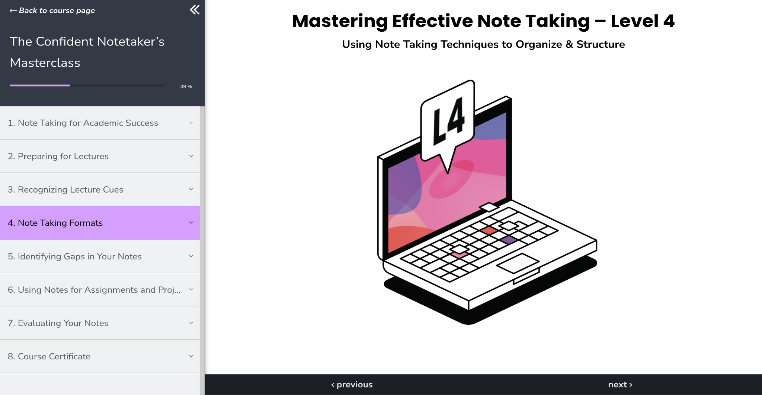 ← Back to course page
The Confident Notetaker's
Masterclass
39 %
1. Note Taking for Academic Success
2. Preparing for Lectures
3. Recognizing Lecture Cues
4. Note Taking Formats
5. Identifying Gaps in Your Notes
6. Using Notes for Assignments and Proj...
7. Evaluating Your Notes
8. Course Certificate
Mastering Effective Note Taking – Level 4
Using Note Taking Techniques to Organize & Structure
L4
‹ previous
next ›